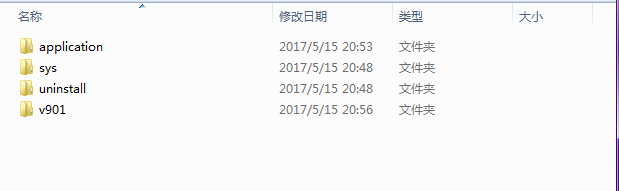 名称 修改日期 类型 大小
application 2017/5/15 20:53 文件夹
sys 2017/5/15 20:48 文件夹
uninstall 2017/5/15 20:48 文件夹
v901 2017/5/15 20:56 文件夹